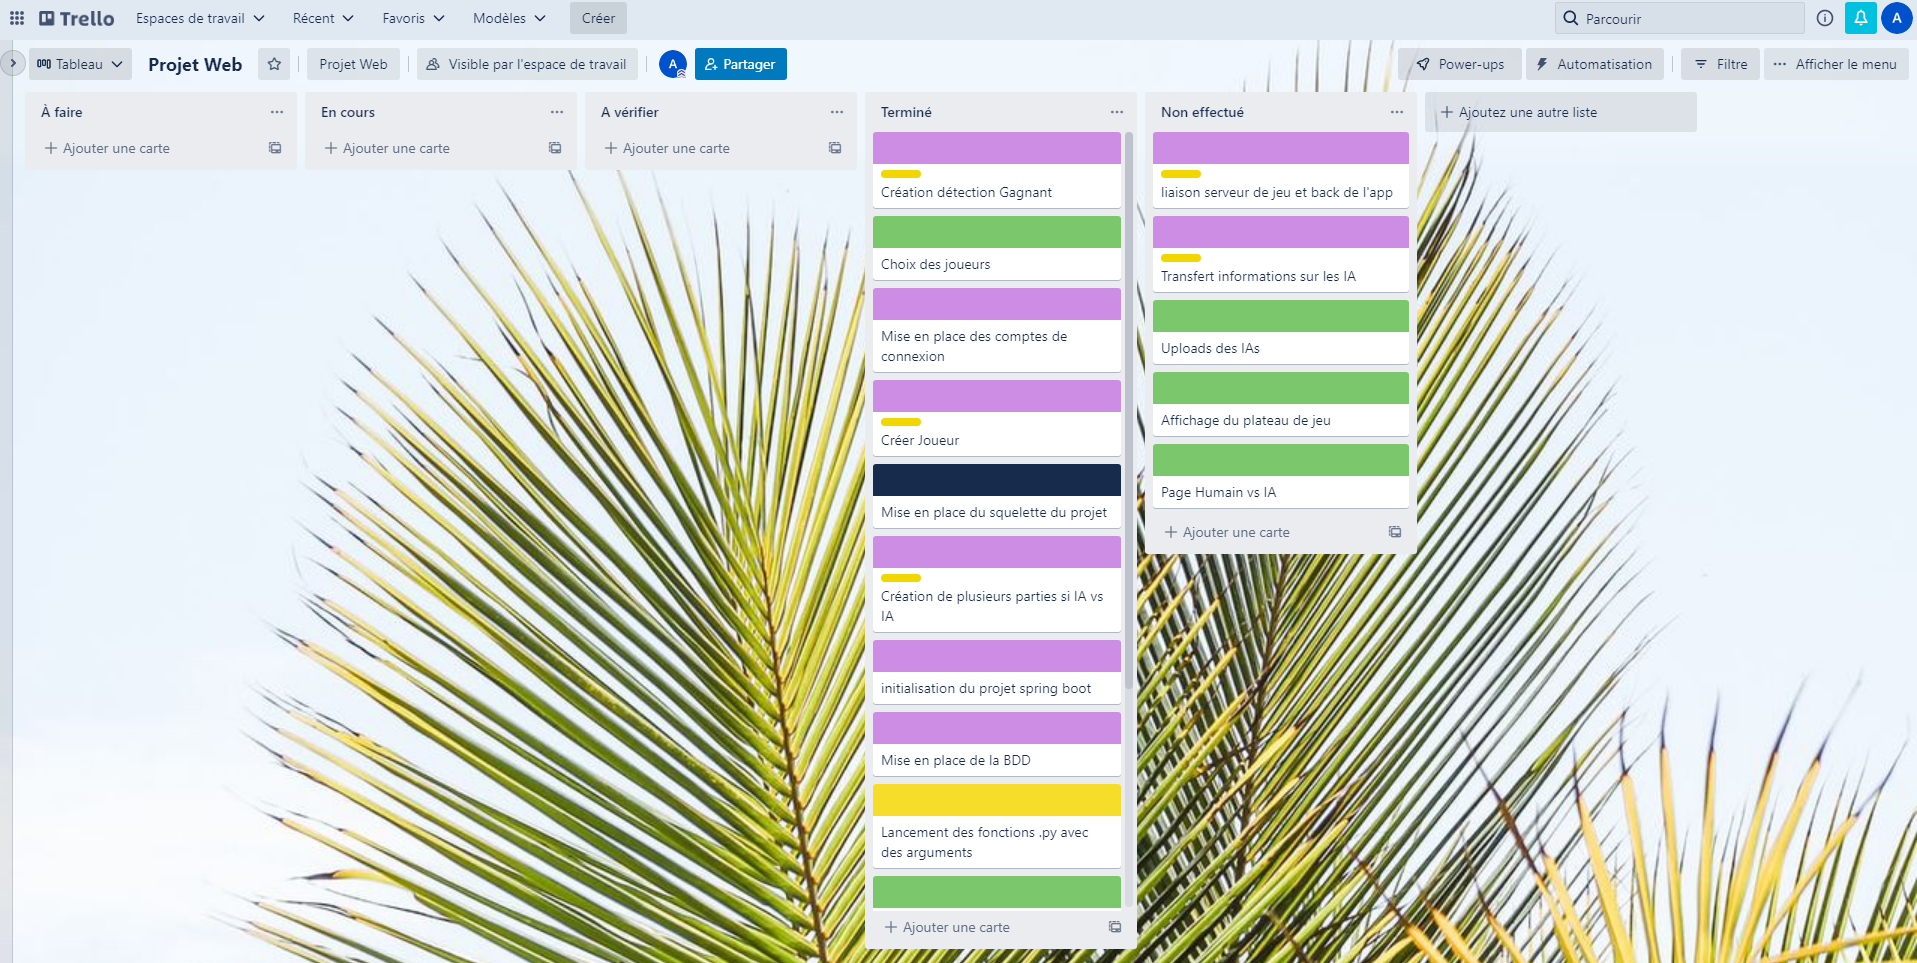 Trello
Espaces de travail
Récent
Favoris
Modèles
Créer
Parcourir
A
Tableau
Projet Web
Projet Web
Visible par l'espace de travail
A
Partager
Power-ups
Automatisation
Filtre
Afficher le menu
À faire
Ajouter une carte
En cours
Ajouter une carte
A vérifier
Ajouter une carte
Terminé
Création détection Gagnant
Choix des joueurs
Mise en place des comptes de
connexion
Créer Joueur
Mise en place du squelette du projet
Création de plusieurs parties si IA vs
IA
initialisation du projet spring boot
Mise en place de la BDD
Lancement des fonctions .py avec
des arguments
Ajouter une carte
Non effectué
liaison serveur de jeu et back de l'app
Transfert informations sur les IA
Uploads des IAs
Affichage du plateau de jeu
Page Humain vs IA
Ajouter une carte
Ajoutez une autre liste